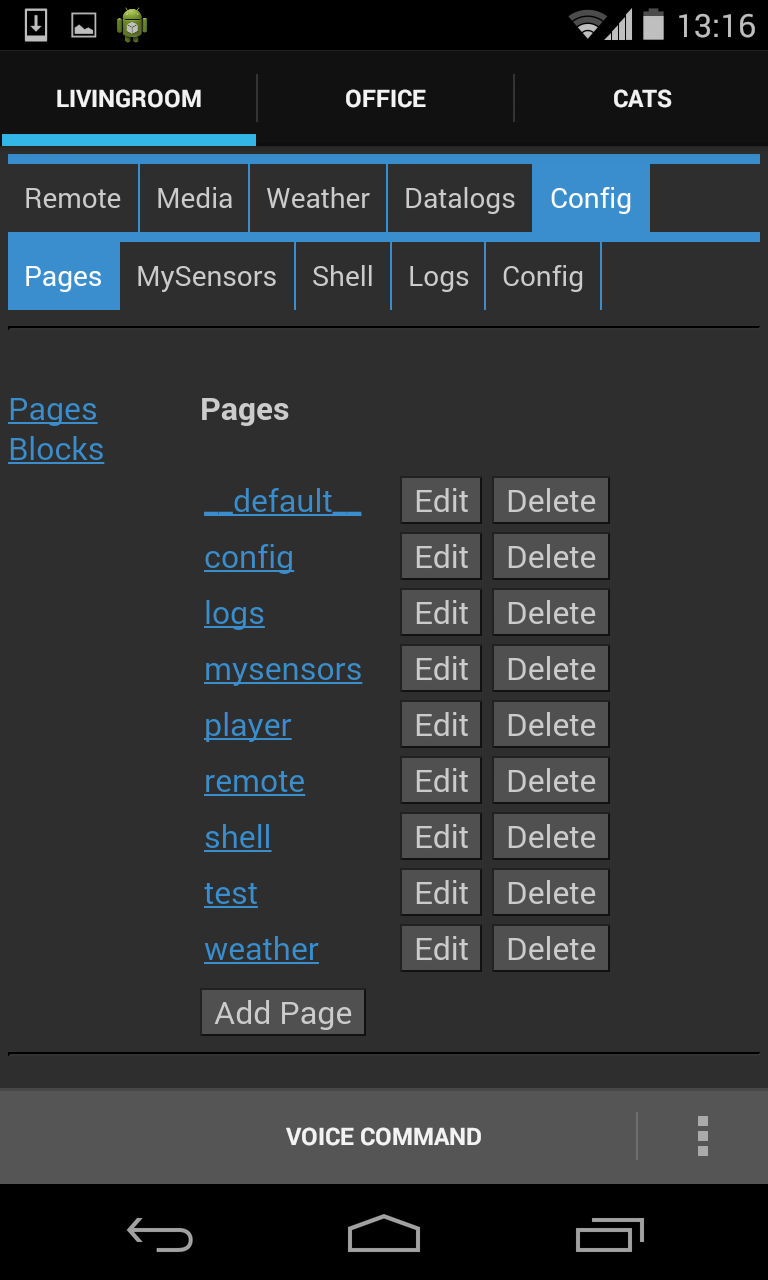 13:16
LIVINGROOM OFFICE CATS
Remote Media Weather Datalogs Config
Pages MySensors Shell Logs Config
Pages Pages
Blocks
__default__ Edit Delete
config Edit Delete
logs Edit Delete
mysensors Edit Delete
player Edit Delete
remote Edit Delete
shell Edit Delete
test Edit Delete
weather Edit Delete
Add Page
VOICE COMMAND